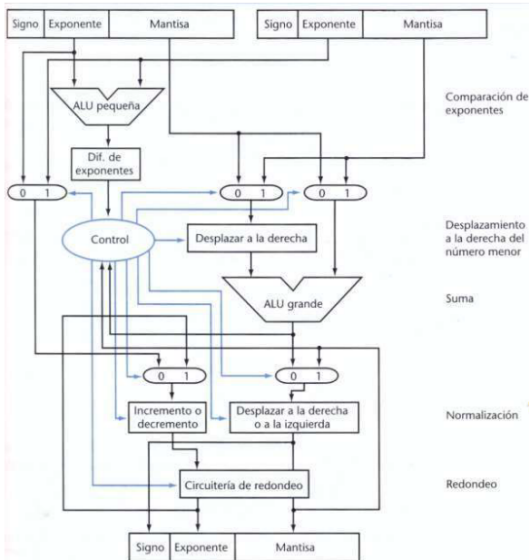 Signo Exponente Mantisa Signo Exponente Mantisa
ALU pequeña
Comparación de
exponentes
Dif. de
exponentes
0 1 0 1 0 1
Control
Desplazar a la derecha
Desplazamiento
a la derecha del
número menor
ALU grande
Suma
0 1 0 1
Incremento o
decremento
Desplazar a la derecha
o a la izquierda
Normalización
Circuitería de redondeo
Redondeo
Signo Exponente Mantisa